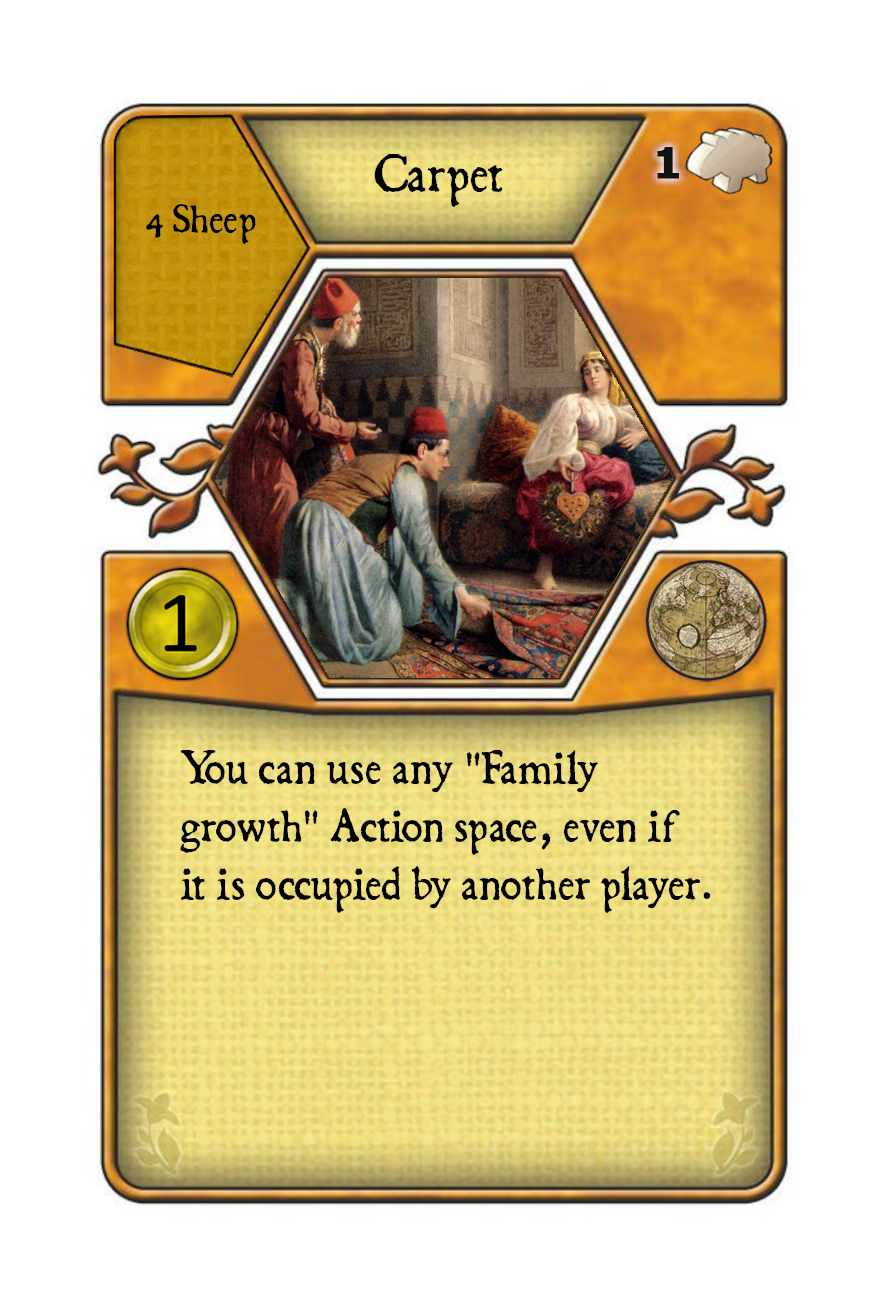 Carpet
1
4 Sheep
1
You can use any "Family
growth" Action space, even if
it is occupied by another player.